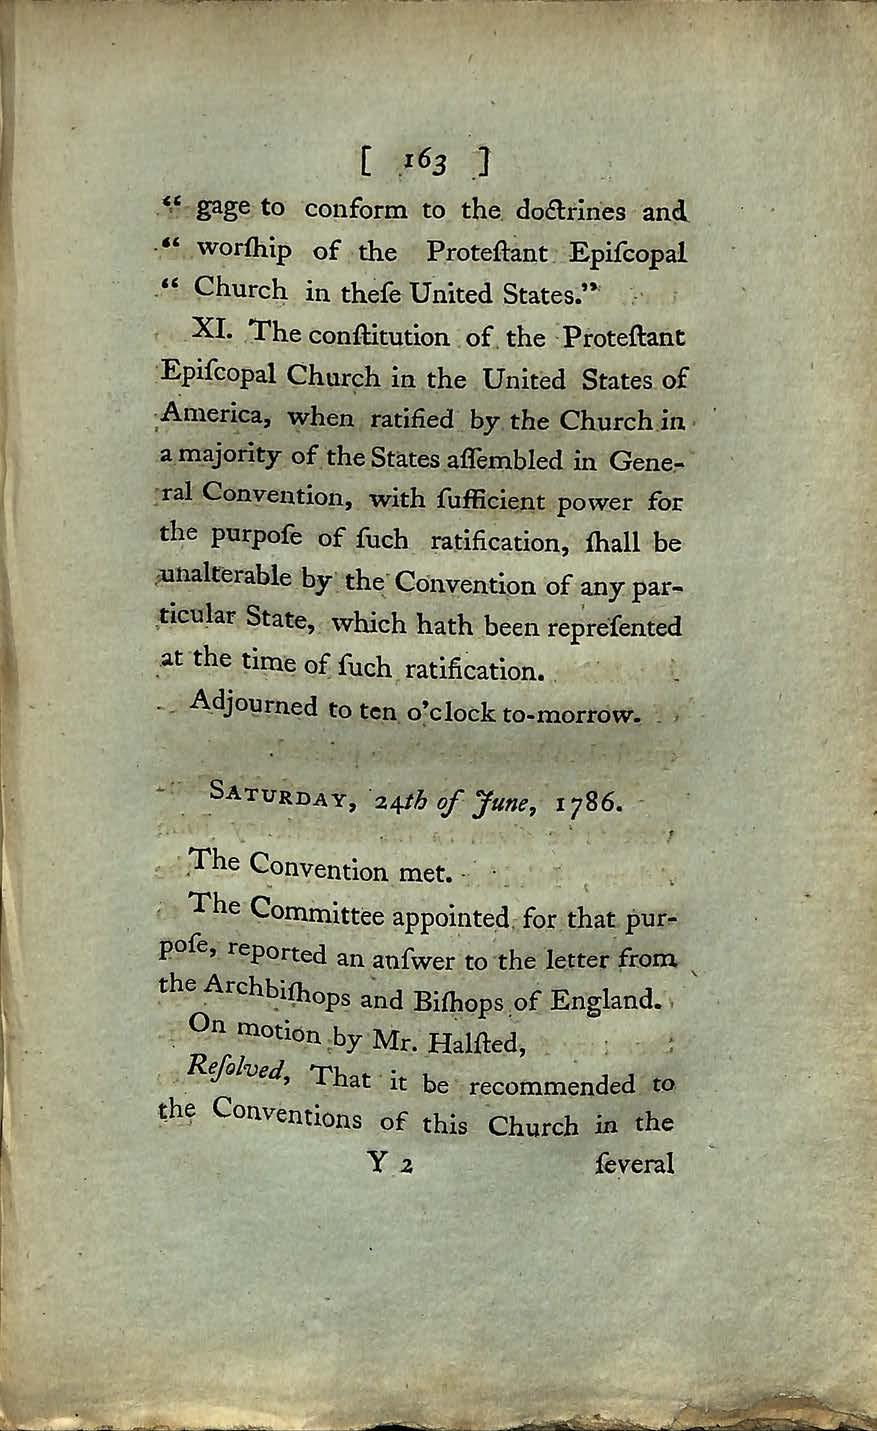 [ 163 ]
“ gage to conform to the doctrines and
“ worſhip of the Proteſtant Epiſcopal
“ Church in theſe United States.”
XI. The conſtitution of the Proteſtant
Epiſcopal Church in the United States of
America, when ratified by the Church in
a majority of the States aſſembled in Gene-
ral Convention, with ſufficient power for
the purpoſe of ſuch ratification, ſhall be
unalterable by the Convention of any par-
ticular State, which hath been repreſented
at the time of ſuch ratification.
Adjourned to ten o’clock to-morrow.
SATURDAY, 24th of June, 1786.
The Convention met.
The Committee appointed for that pur-
poſe, reported an anſwer to the letter from
the Archbiſhops and Biſhops of England.
On motion by Mr. Halſted,
Reſolved, That it be recommended to
the Conventions of this Church in the
Y 2 ſeveral